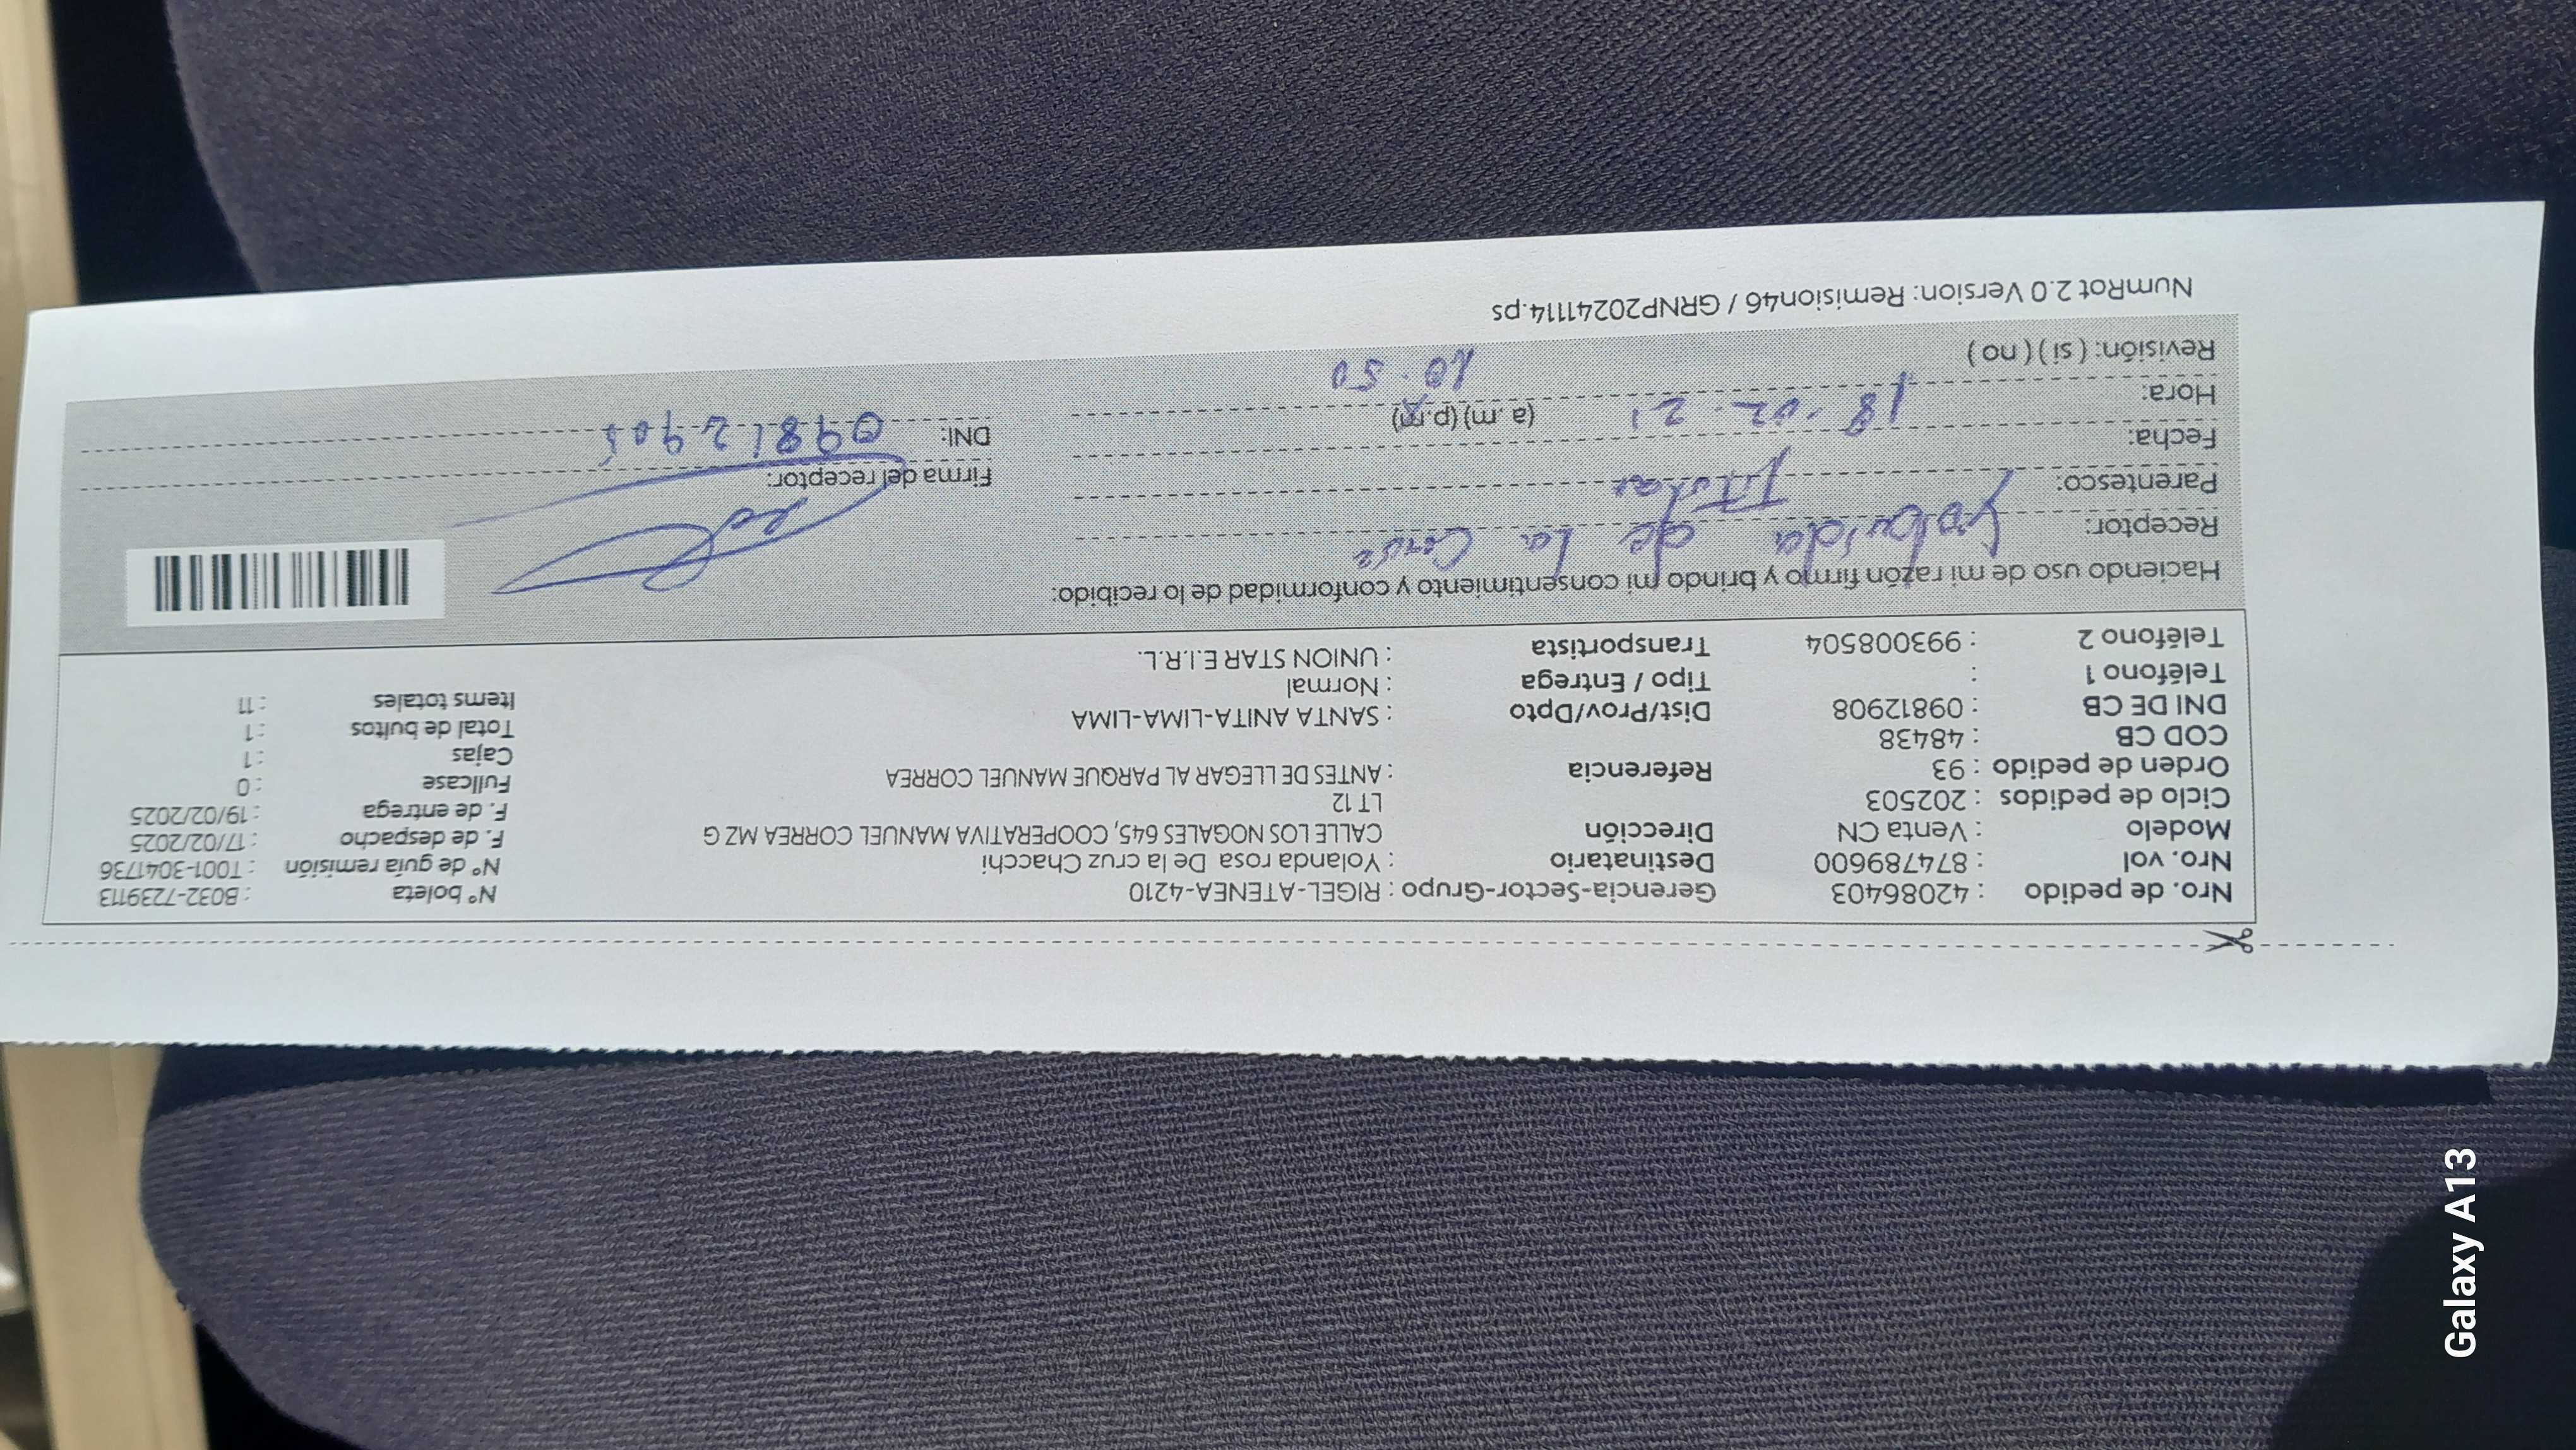 Nro. de pedido : 42086403 Gerencia-Sector-Grupo : RIGEL-ATENEA-4210 N° boleta : B032-7239113
Nro. vol : 874789600 Destinatario : Yolanda rosa De la cruz Chacchi N° de guía remisión : T001-3041736
Modelo : Venta CN Dirección CALLE LOS NOGALES 645, COOPERATIVA MANUEL CORREA MZ G F. de despacho : 17/02/2025
Ciclo de pedidos : 202503 LT 12 F. de entrega : 19/02/2025
Orden de pedido : 93 Referencia : ANTES DE LLEGAR AL PARQUE MANUEL CORREA Fullcase : 0
COD CB : 48438 Cajas : 1
DNI DE CB : 09812908 Dist/Prov/Dpto : SANTA ANITA-LIMA-LIMA Total de bultos : 1
Teléfono 1 : Tipo / Entrega : Normal Items totales : 11
Teléfono 2 : 993008504 Transportista : UNION STAR E.I.R.L.
Haciendo uso de mi razón firmo y brindo mi consentimiento y conformidad de lo recibido:
Receptor: de la
Parentesco: Titular Firma del receptor:
Fecha: 18-02-21 DNI:
Hora: 10.50 (a. m) (p. m)
Revisión: ( si ) ( no )
NumRot 2.0 Version: Remision46 / GRNP20241114.ps
Galaxy A13